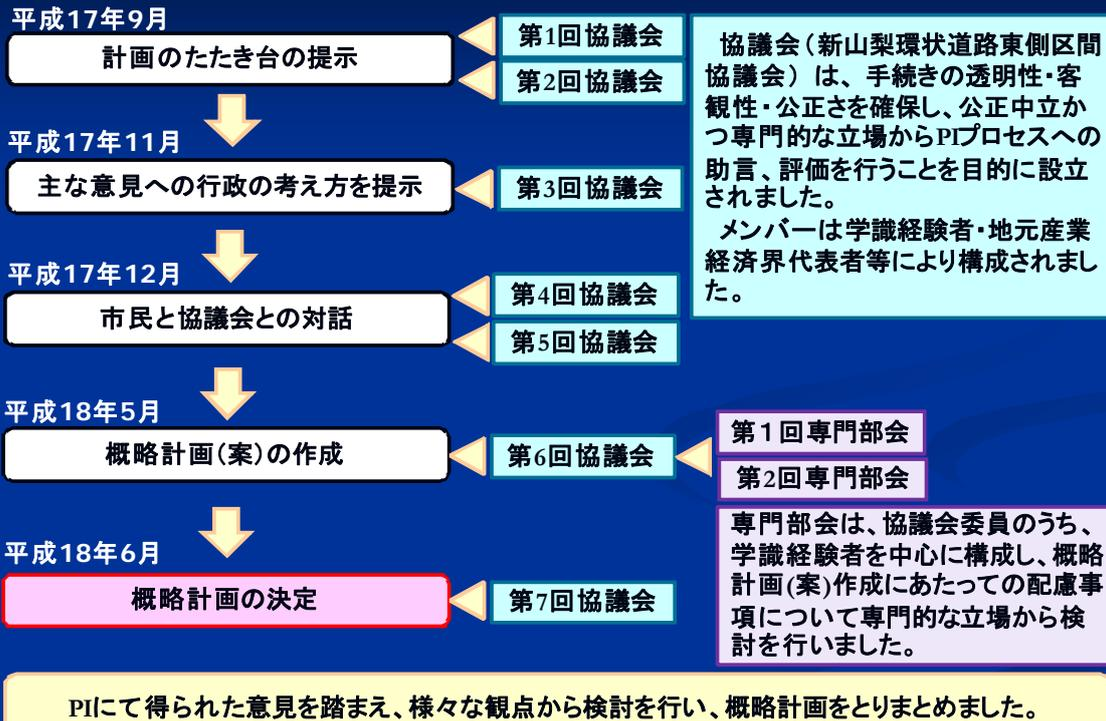 平成17年9月
計画のたたき台の提示
第1回協議会
第2回協議会
協議会（新山梨環状道路東側区間
協議会）は、手続きの透明性・客
観性・公正さを確保し、公正中立か
つ専門的な立場からPIプロセスへの
助言、評価を行うことを目的に設立
されました。
メンバーは学識経験者・地元産業
経済界代表者等により構成されまし
た。
平成17年11月
主な意見への行政の考え方を提示
第3回協議会
平成17年12月
市民と協議会との対話
第4回協議会
第5回協議会
平成18年5月
概略計画（案）の作成
第6回協議会
第１回専門部会
第2回専門部会
専門部会は、協議会委員のうち、
学識経験者を中心に構成し、概略
計画(案)作成にあたっての配慮事
項について専門的な立場から検
討を行いました。
平成18年6月
概略計画の決定
第7回協議会
PIにて得られた意見を踏まえ、様々な観点から検討を行い、概略計画をとりまとめました。